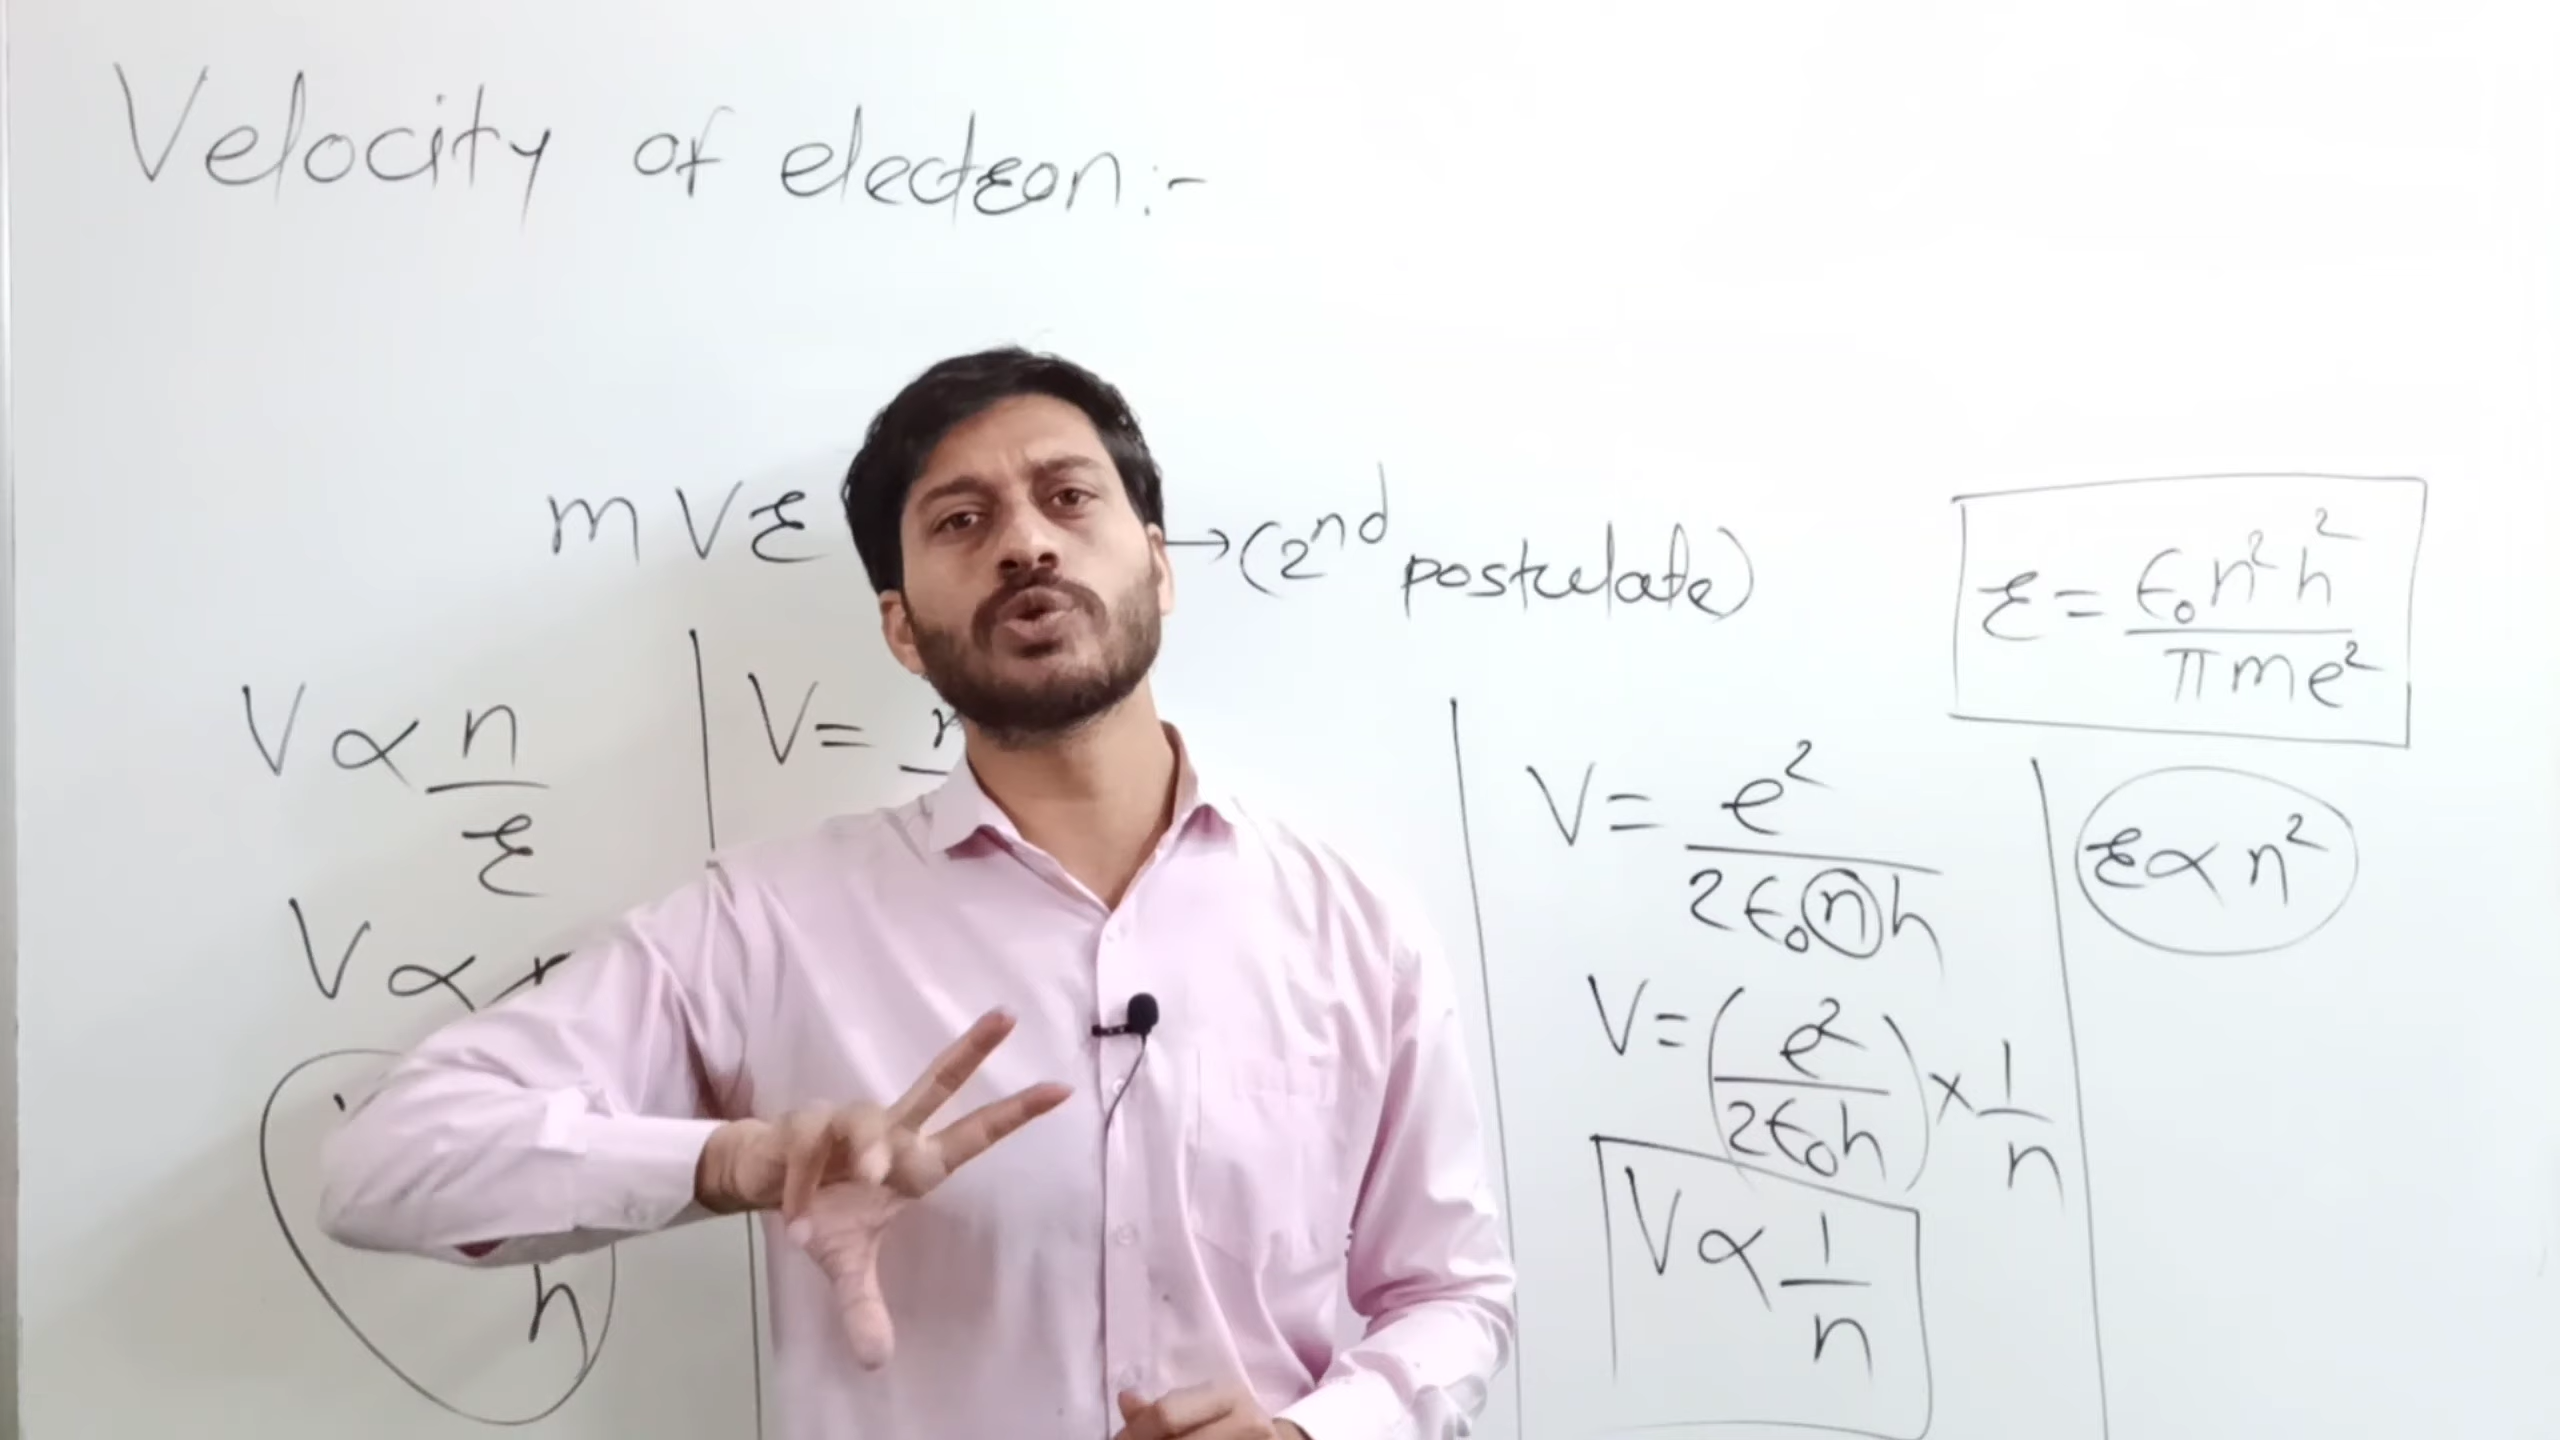 Velocity of electron:-
m v r → (2nd postulate)
r = ε₀n²h² / πme²
V ∝ n / r
V =
V = e² / 2ε₀nh
r ∝ n²
V ∝
V = (e² / 2ε₀h) × 1/n
V ∝ 1/n
n